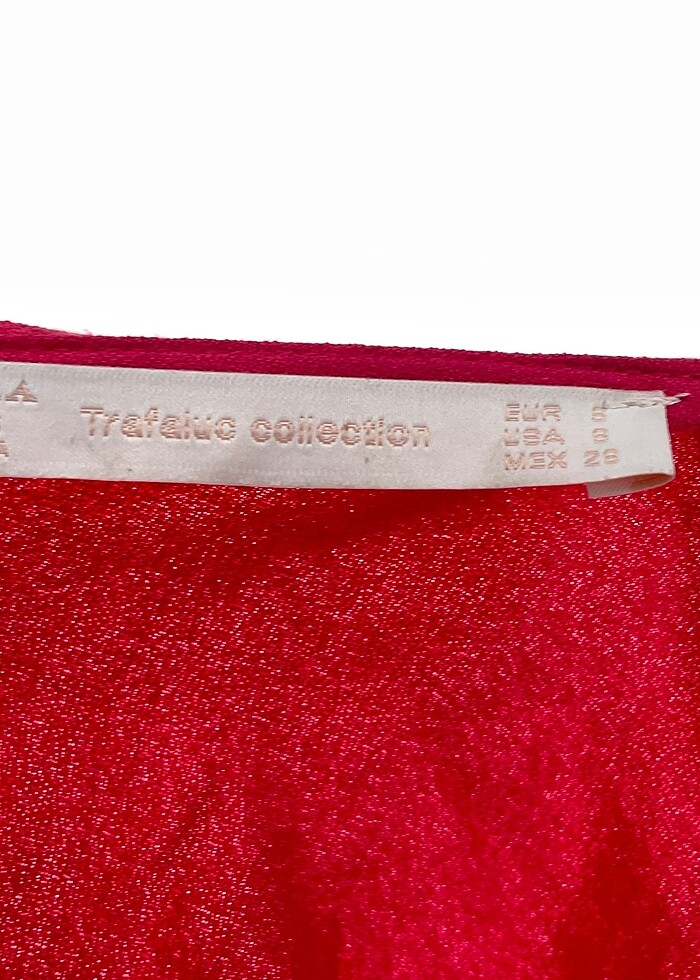 Trafaluc collection
EUR S
USA S
MEX 26